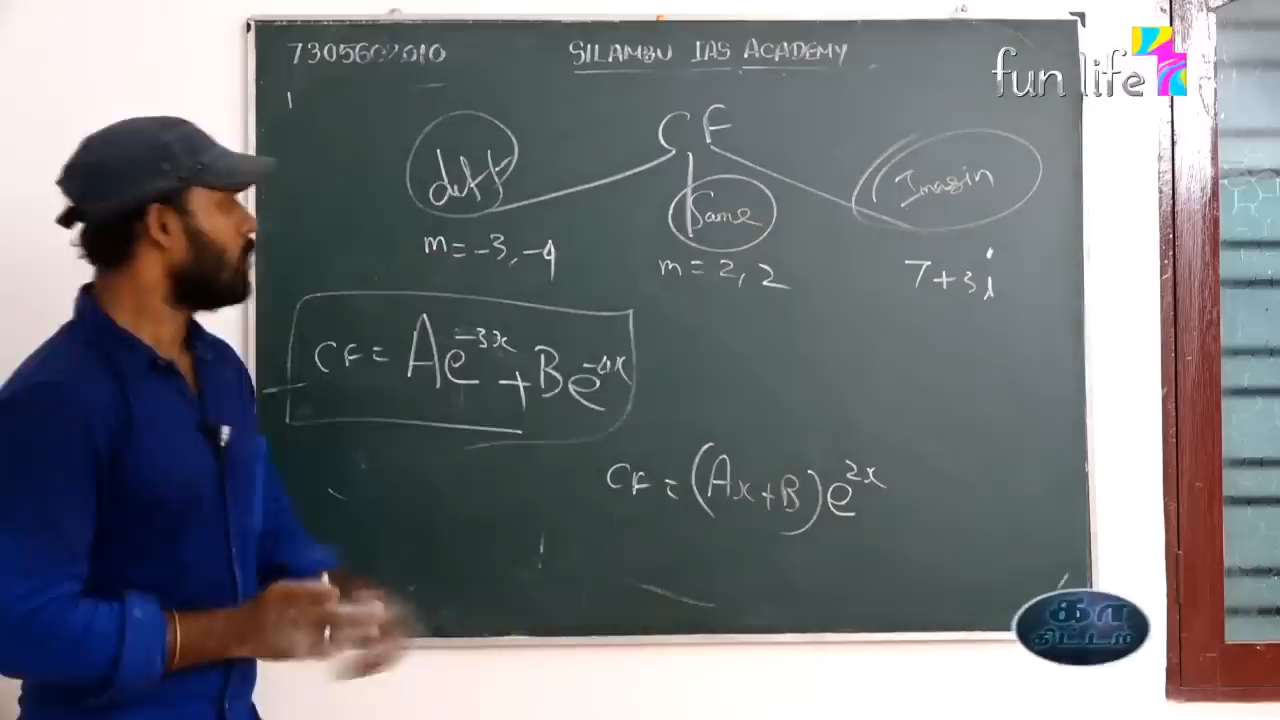 SILAMBU IAS ACADEMY
fun life
CF
diff
Same
Imagin
m = -3, -4
m = 2, 2
7+3i
CF = Ae^-3x + Be^-4x
CF = (Ax+B)e^2x
கா
திட்டம்